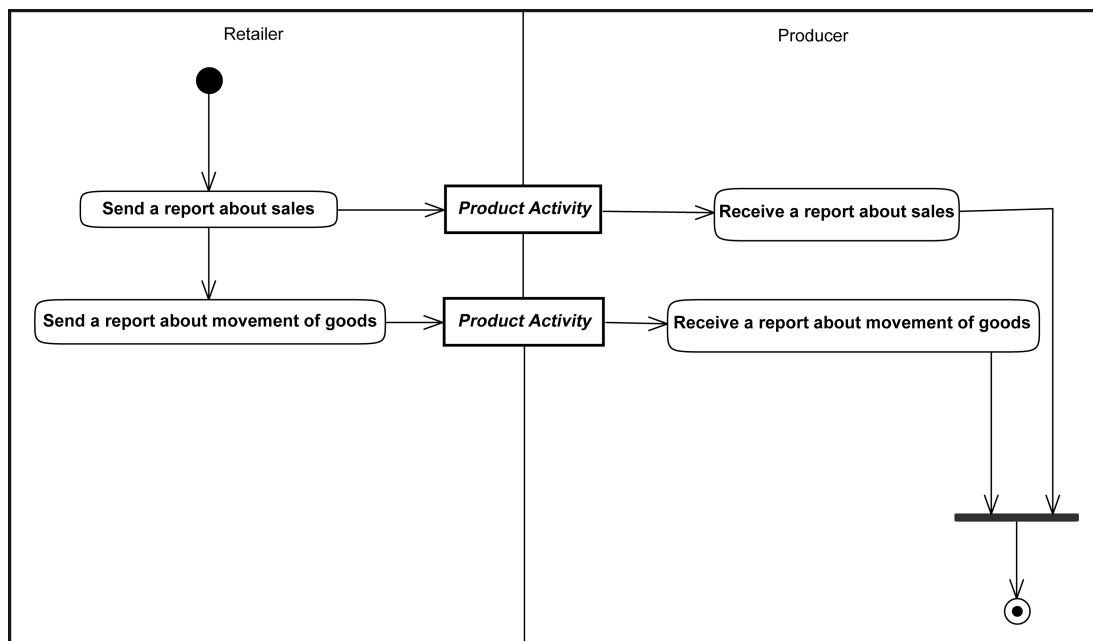 Retailer
Producer
Send a report about sales
Product Activity
Receive a report about sales
Send a report about movement of goods
Product Activity
Receive a report about movement of goods